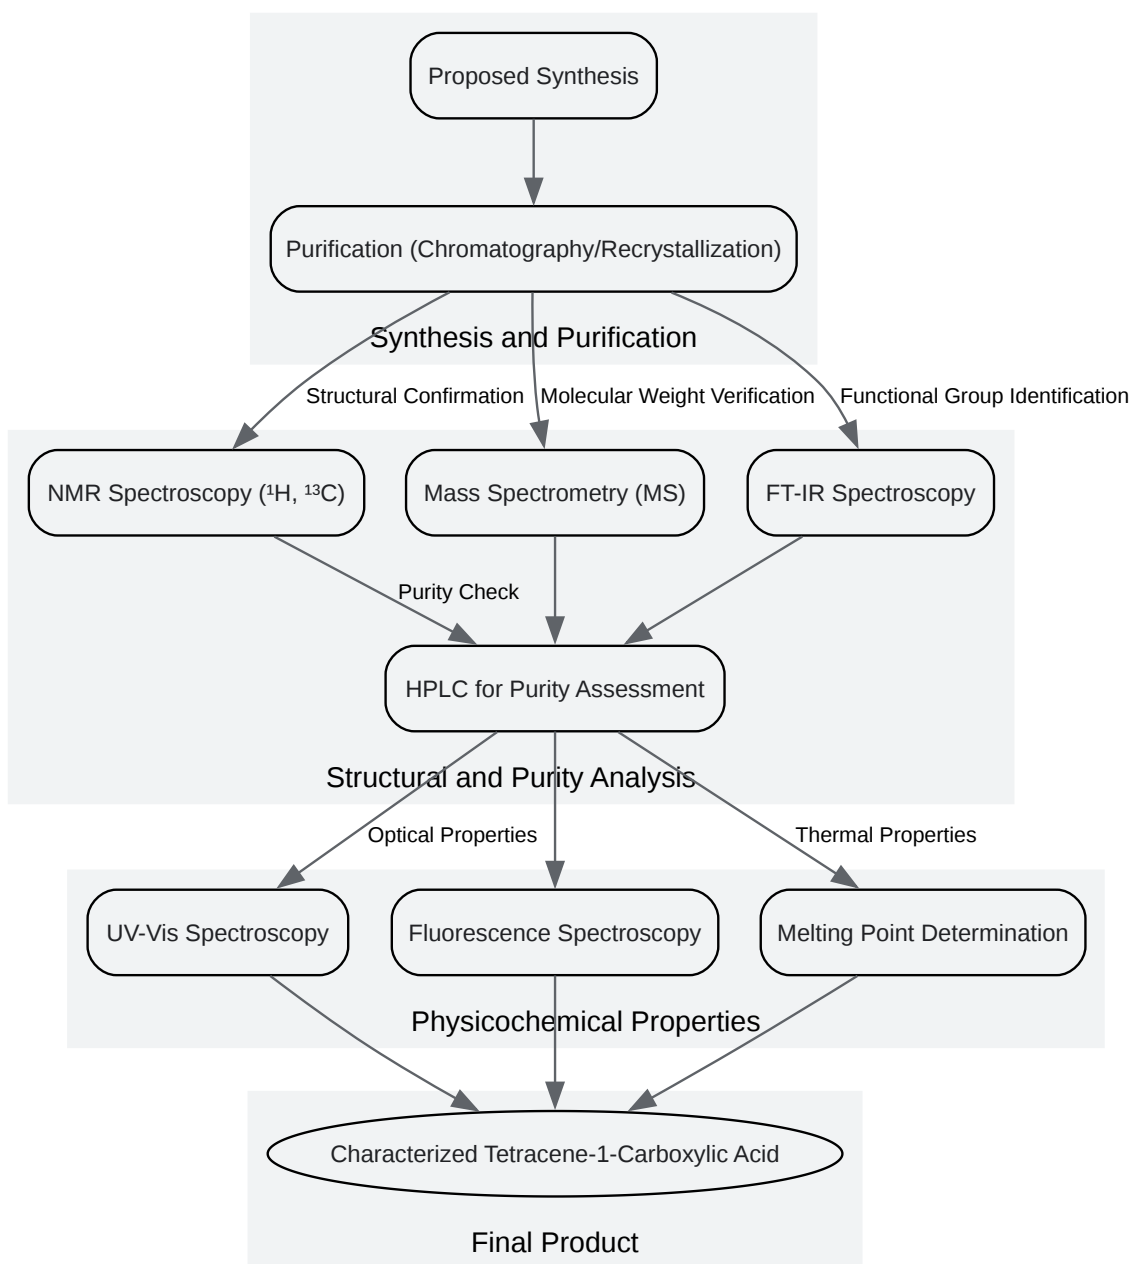 Proposed Synthesis
Purification (Chromatography/Recrystallization)
Synthesis and Purification
Structural Confirmation
Molecular Weight Verification
Functional Group Identification
NMR Spectroscopy (¹H, ¹³C)
Mass Spectrometry (MS)
FT-IR Spectroscopy
Purity Check
HPLC for Purity Assessment
Structural and Purity Analysis
Optical Properties
Thermal Properties
UV-Vis Spectroscopy
Fluorescence Spectroscopy
Melting Point Determination
Physicochemical Properties
Characterized Tetracene-1-Carboxylic Acid
Final Product